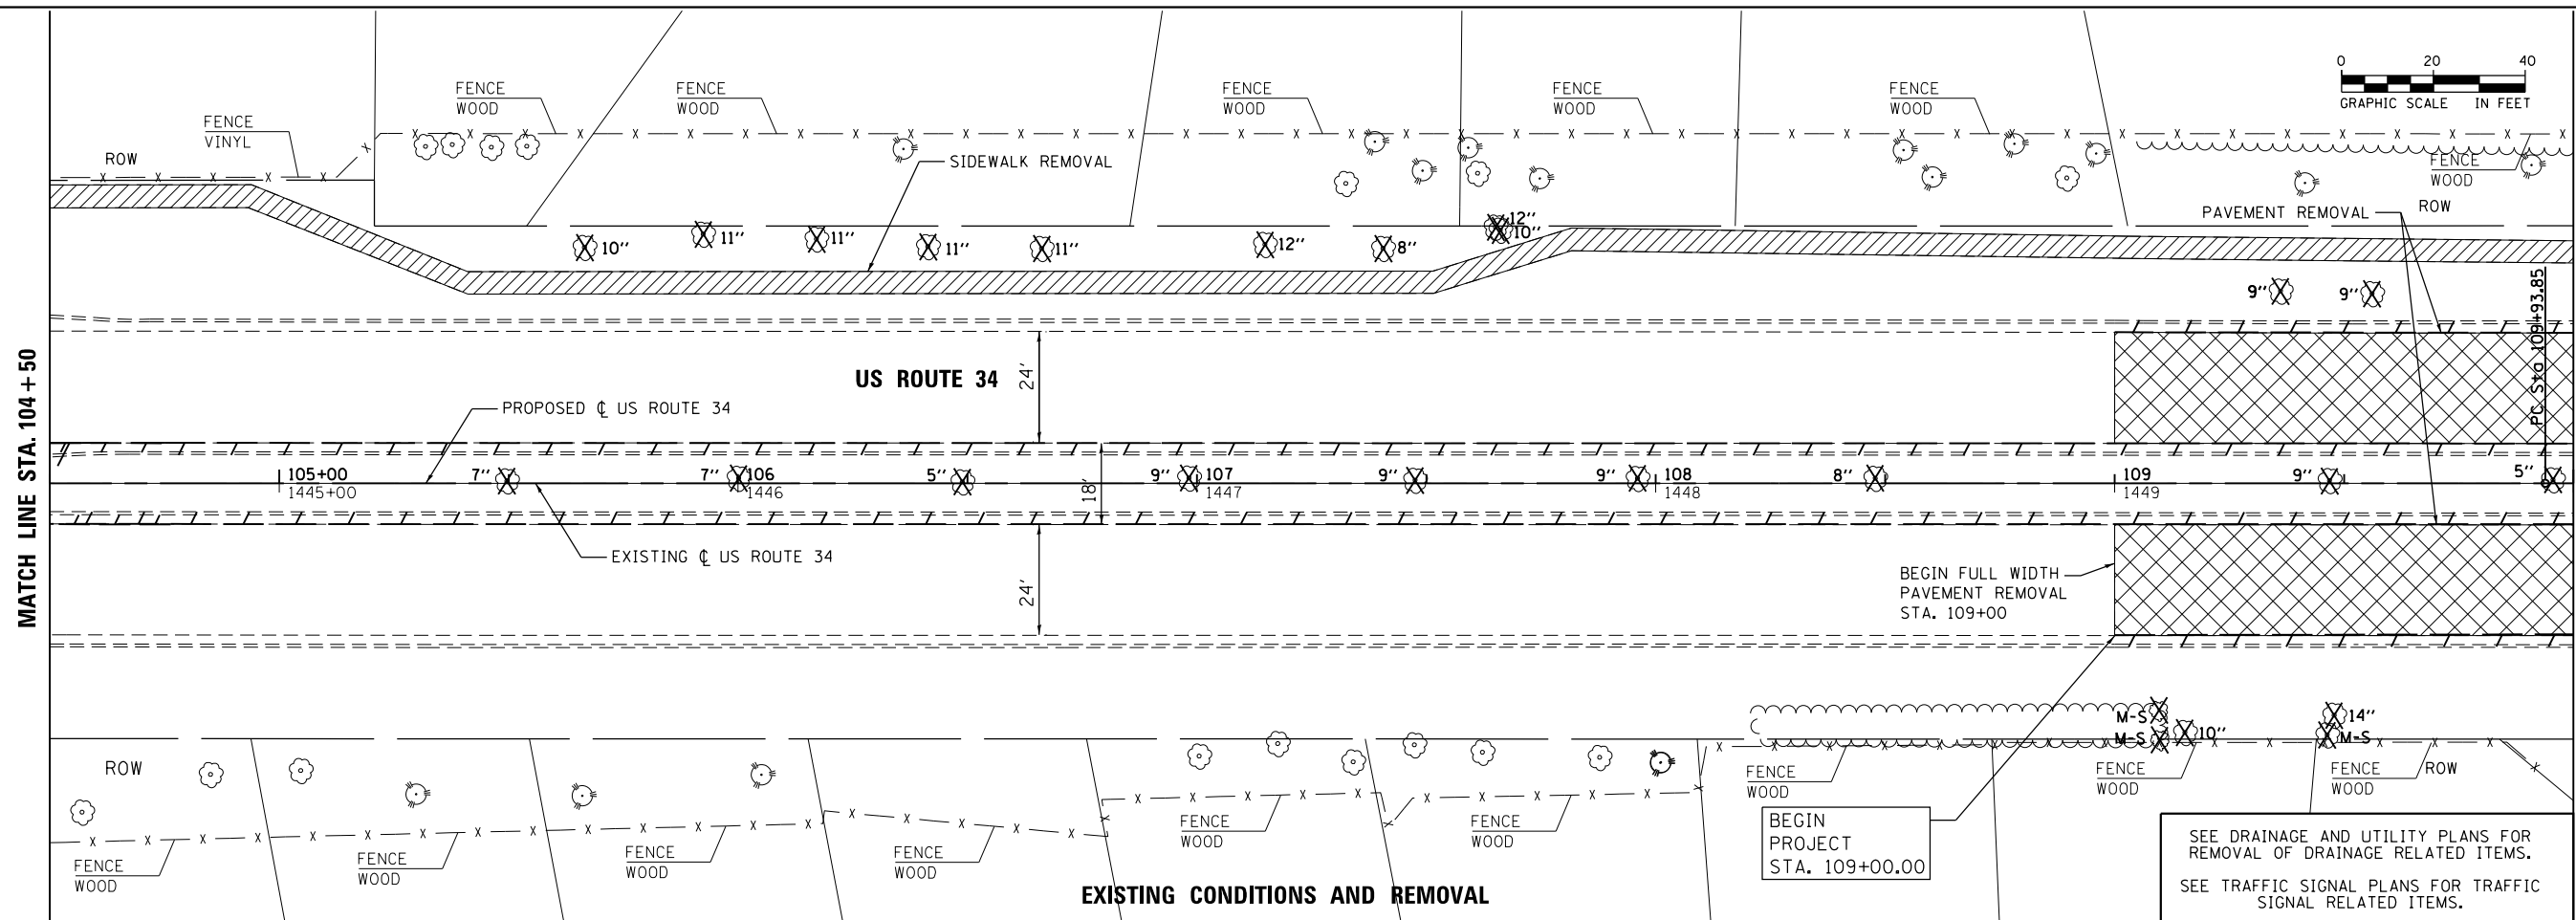 0 20 40
GRAPHIC SCALE IN FEET
FENCE
VINYL
FENCE
WOOD
FENCE
WOOD
FENCE
WOOD
FENCE
WOOD
FENCE
WOOD
FENCE
WOOD
ROW
SIDEWALK REMOVAL
PAVEMENT REMOVAL
ROW
10''
11''
11''
11''
11''
12''
8''
12''
10''
9''
9''
PC Sta 109+93.85
MATCH LINE STA. 104+50
US ROUTE 34
24'
PROPOSED ℄ US ROUTE 34
105+00
1445+00
7''
7''
106
1446
5''
18'
9''
107
1447
9''
9''
108
1448
8''
109
1449
9''
5''
EXISTING ℄ US ROUTE 34
24'
BEGIN FULL WIDTH
PAVEMENT REMOVAL
STA. 109+00
M-S
M-S
10''
14''
M-S
ROW
FENCE
WOOD
FENCE
WOOD
FENCE
WOOD
FENCE
WOOD
FENCE
WOOD
FENCE
WOOD
FENCE
WOOD
FENCE
WOOD
FENCE
WOOD
ROW
BEGIN
PROJECT
STA. 109+00.00
EXISTING CONDITIONS AND REMOVAL
SEE DRAINAGE AND UTILITY PLANS FOR
REMOVAL OF DRAINAGE RELATED ITEMS.
SEE TRAFFIC SIGNAL PLANS FOR TRAFFIC
SIGNAL RELATED ITEMS.